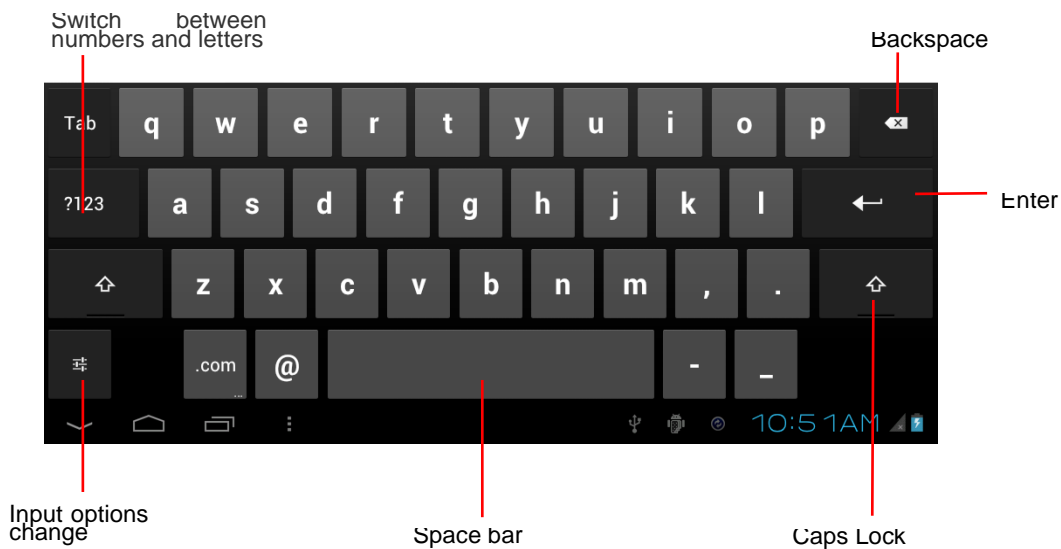 Switch between
numbers and letters
Backspace
Tab q w e r t y u i o p
?123 a s d f g h j k l
Enter
z x c v b n m , .
.com @ - _
...
10:51AM
Input options
change
Space bar
Caps Lock